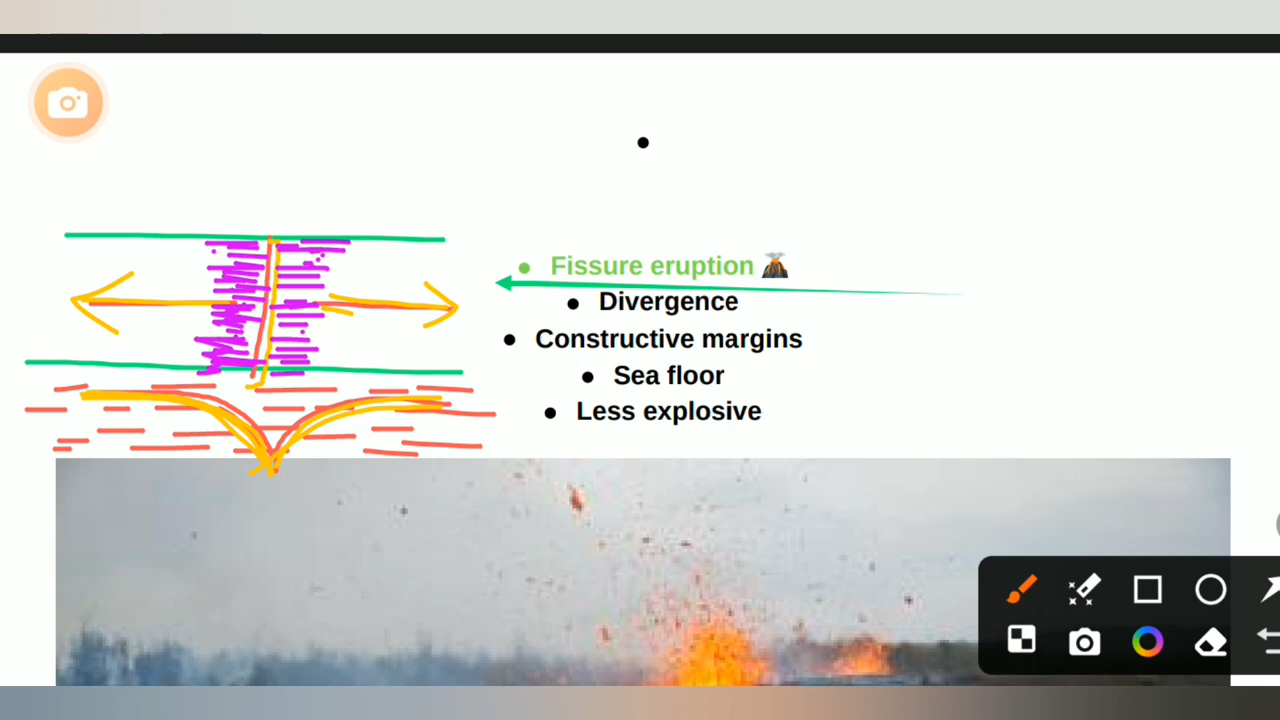 •
• Fissure eruption 🌋
• Divergence
• Constructive margins
• Sea floor
• Less explosive